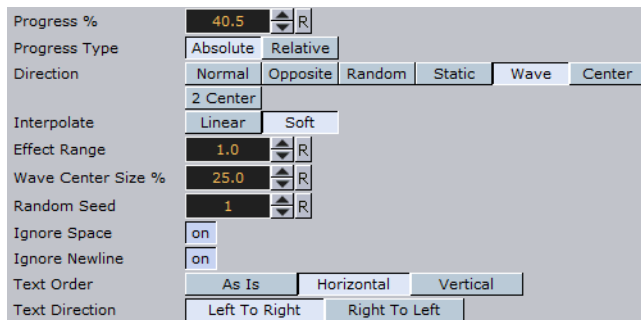 Progress % 40.5 R
Progress Type Absolute Relative
Direction Normal Opposite Random Static Wave Center
2 Center
Interpolate Linear Soft
Effect Range 1.0 R
Wave Center Size % 25.0 R
Random Seed 1 R
Ignore Space on
Ignore Newline on
Text Order As Is Horizontal Vertical
Text Direction Left To Right Right To Left